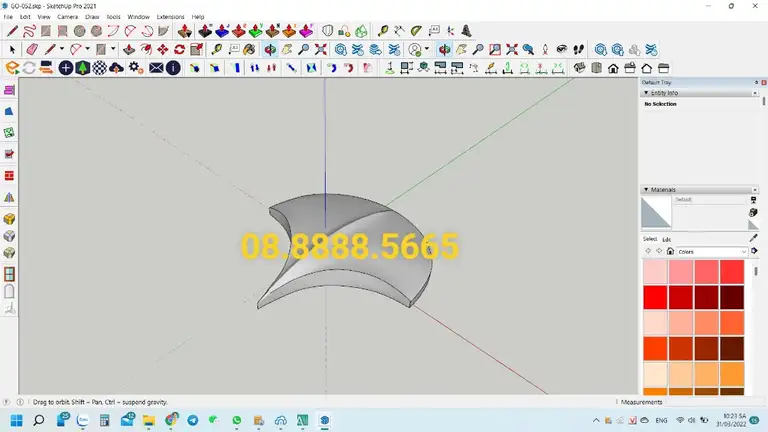 GO-052.skp - SketchUp Pro 2021
File Edit View Camera Draw Tools Window Extensions Help
Default Tray
Entity Info
No Selection
Materials
Default
Select Edit
Colors
08.8888.5665
Drag to orbit. Shift = Pan, Ctrl = suspend gravity.
Measurements
10:23 SA
31/03/2022